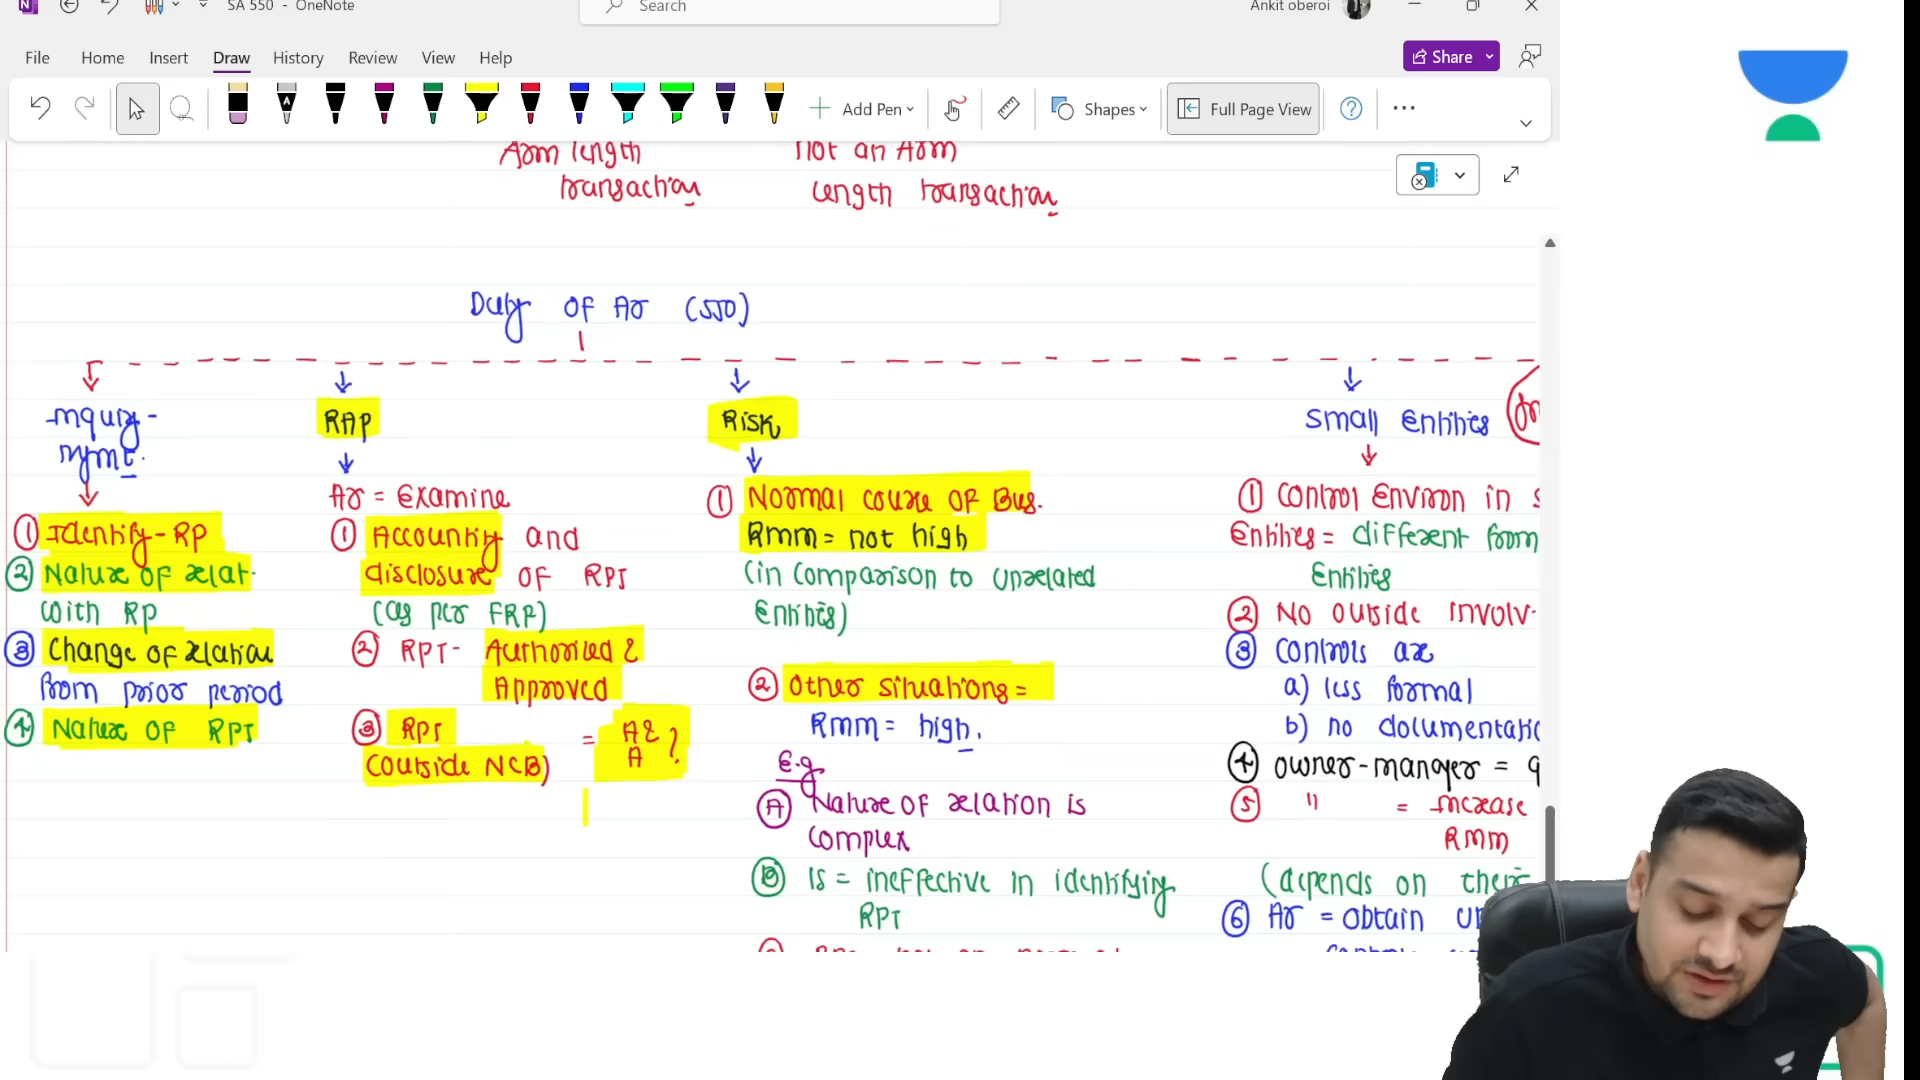 SA 550 - OneNote
Search
Ankit oberoi
File Home Insert Draw History Review View Help
Share
Add Pen
Shapes
Full Page View
Arm length
transaction
not an Arm
length transaction
Duty of Ar (550)
Inquiry-
mgmt.
① Identify-RP
② Nature of relat.
with RP
③ Change of relation
from prior period
④ Nature of RPT
RAP
Ar = Examine
① Accounting and
disclosure of RPT
(as per FRF)
② RPT- Authorized &
Approved
③ RPT
(outside NCB) = A & A ?
Risk
① Normal course of Bus.
Rmm = not high
(in comparison to unrelated
entities)
② other situations =
Rmm = high.
E.g
Ⓐ Nature of relation is
complex
Ⓑ IS = ineffective in identifying
RPT
Small Entities
① control Environ in
Entities = different form
Entities
② No outside involv-
③ controls are
a) less formal
b) no documentatio
④ owner-manager =
⑤ " = increase
RMM
(depends on their
⑥ Ar = obtain